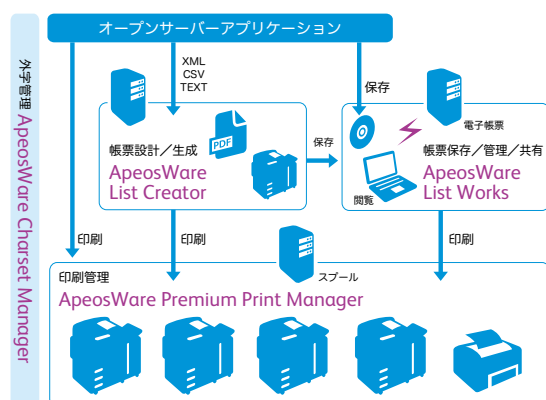 オープンサーバーアプリケーション
外字管理 ApeosWare Charset Manager
XML
CSV
TEXT
保存
PDF
帳票設計／生成
ApeosWare
List Creator
保存
電子帳票
帳票保存／管理／共有
ApeosWare
List Works
閲覧
印刷
印刷
印刷
印刷管理
スプール
ApeosWare Premium Print Manager